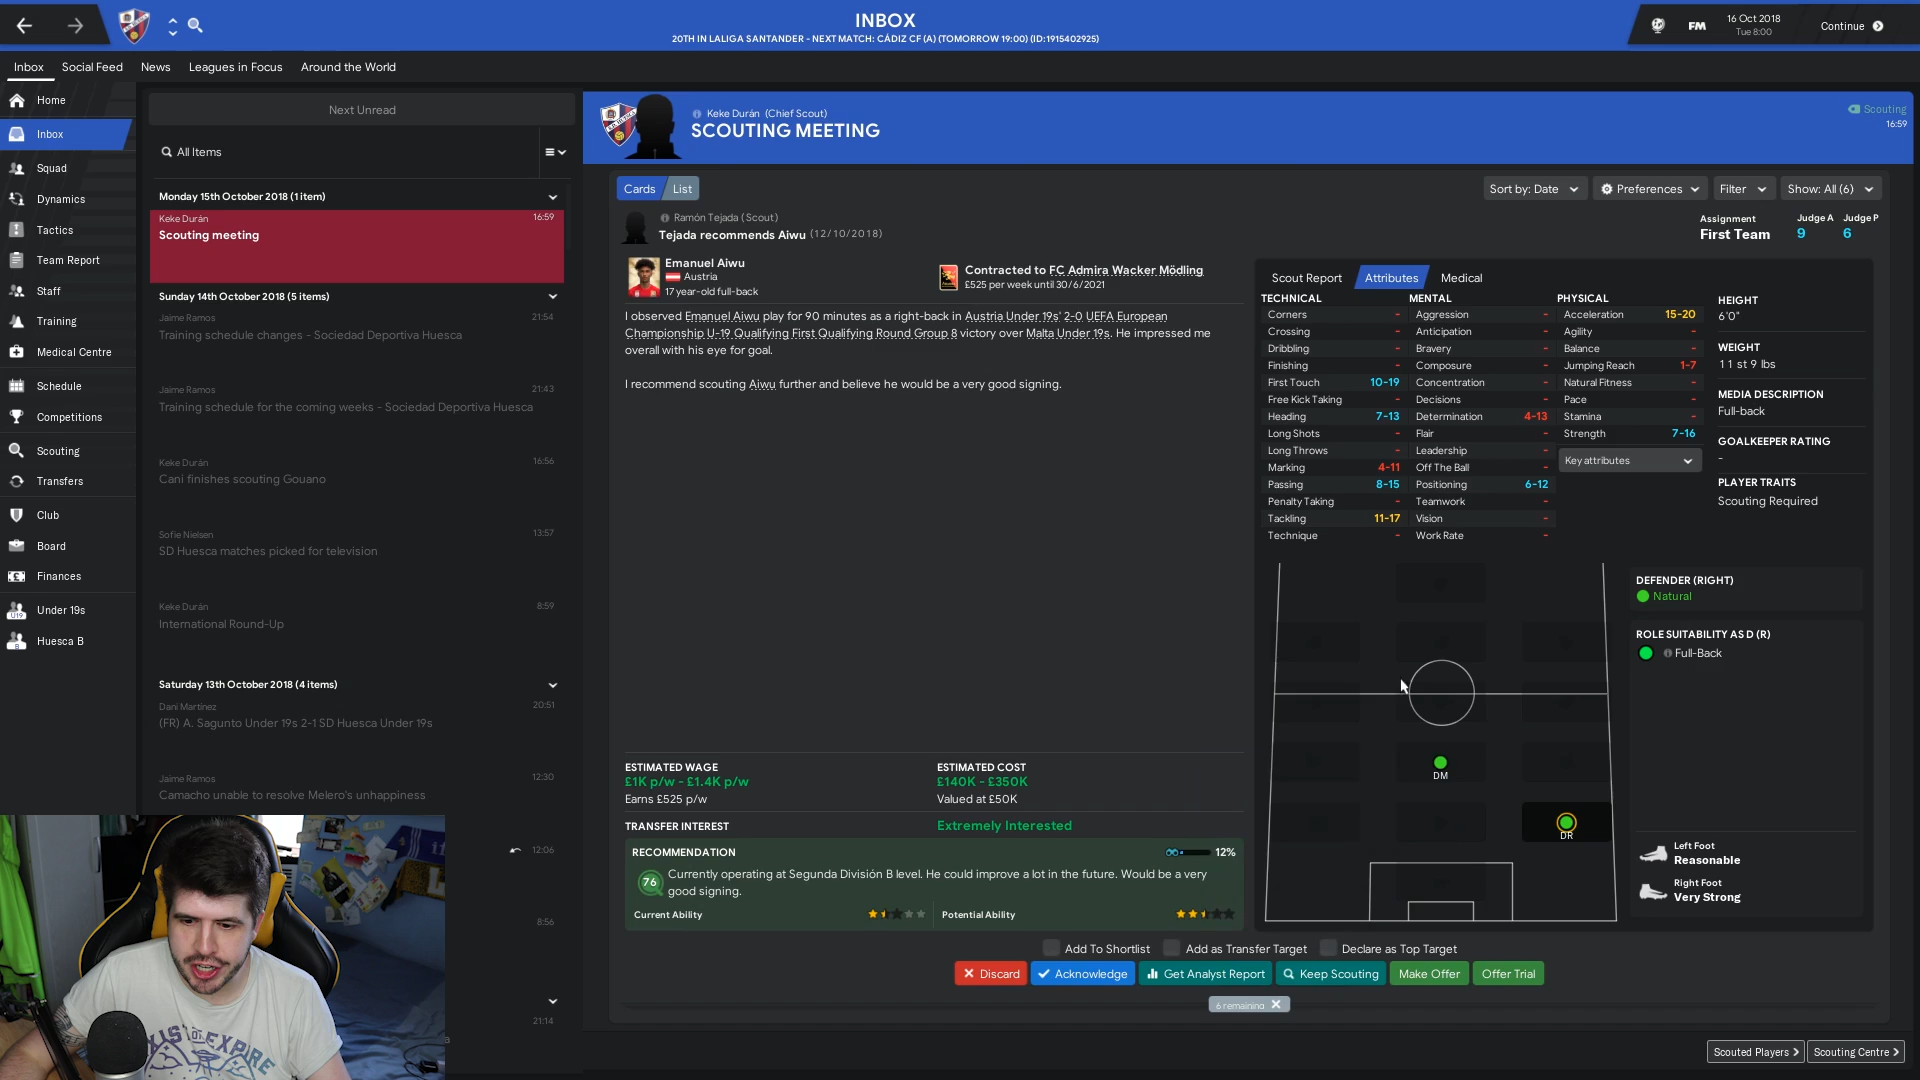 INBOX
20TH IN LALIGA SANTANDER - NEXT MATCH: CÁDIZ CF (A) (TOMORROW 19:00) (ID:1915402925)
FM
16 Oct 2018
Tue 8:00
Continue
Inbox
Social Feed
News
Leagues in Focus
Around the World
Home
Inbox
Squad
Dynamics
Tactics
Team Report
Staff
Training
Medical Centre
Schedule
Competitions
Scouting
Transfers
Club
Board
Finances
Under 19s
Huesca B
Next Unread
All Items
Monday 15th October 2018 (1 item)
Keke Durán 16:59
Scouting meeting
Sunday 14th October 2018 (5 items)
Jaime Ramos 21:54
Training schedule changes - Sociedad Deportiva Huesca
Jaime Ramos 21:43
Training schedule for the coming weeks - Sociedad Deportiva Huesca
Keke Durán 16:56
Cani finishes scouting Gouano
Sofie Nielsen 13:57
SD Huesca matches picked for television
Keke Durán 8:59
International Round-Up
Saturday 13th October 2018 (4 items)
Dani Martínez 20:51
(FR) A. Sagunto Under 19s 2-1 SD Huesca Under 19s
Jaime Ramos 12:30
Camacho unable to resolve Melero's unhappiness
12:06
8:56
21:14
Keke Durán (Chief Scout)
SCOUTING MEETING
Scouting
16:59
Cards
List
Sort by: Date
Preferences
Filter
Show: All (6)
Ramón Tejada (Scout)
Tejada recommends Aiwu (12/10/2018)
Assignment
First Team
Judge A
9
Judge P
6
Emanuel Aiwu
Austria
17 year-old full-back
Contracted to FC Admira Wacker Mödling
£525 per week until 30/6/2021
I observed Emanuel Aiwu play for 90 minutes as a right-back in Austria Under 19s' 2-0 UEFA European
Championship U-19 Qualifying First Qualifying Round Group 8 victory over Malta Under 19s. He impressed me
overall with his eye for goal.
I recommend scouting Aiwu further and believe he would be a very good signing.
ESTIMATED WAGE
£1K p/w - £1.4K p/w
Earns £525 p/w
ESTIMATED COST
£140K - £350K
Valued at £50K
TRANSFER INTEREST
Extremely Interested
RECOMMENDATION
12%
76
Currently operating at Segunda División B level. He could improve a lot in the future. Would be a very
good signing.
Current Ability
Potential Ability
Scout Report
Attributes
Medical
TECHNICAL
Corners -
Crossing -
Dribbling -
Finishing -
First Touch 10-19
Free Kick Taking -
Heading 7-13
Long Shots -
Long Throws -
Marking 4-11
Passing 8-15
Penalty Taking -
Tackling 11-17
Technique -
MENTAL
Aggression -
Anticipation -
Bravery -
Composure -
Concentration -
Decisions -
Determination 4-13
Flair -
Leadership -
Off The Ball -
Positioning 6-12
Teamwork -
Vision -
Work Rate -
PHYSICAL
Acceleration 15-20
Agility -
Balance -
Jumping Reach 1-7
Natural Fitness -
Pace -
Stamina -
Strength 7-16
Key attributes
HEIGHT
6'0"
WEIGHT
11 st 9 lbs
MEDIA DESCRIPTION
Full-back
GOALKEEPER RATING
-
PLAYER TRAITS
Scouting Required
DM
DR
DEFENDER (RIGHT)
Natural
ROLE SUITABILITY AS D (R)
Full-Back
Left Foot
Reasonable
Right Foot
Very Strong
Add To Shortlist
Add as Transfer Target
Declare as Top Target
Discard
Acknowledge
Get Analyst Report
Keep Scouting
Make Offer
Offer Trial
6 remaining
Scouted Players
Scouting Centre